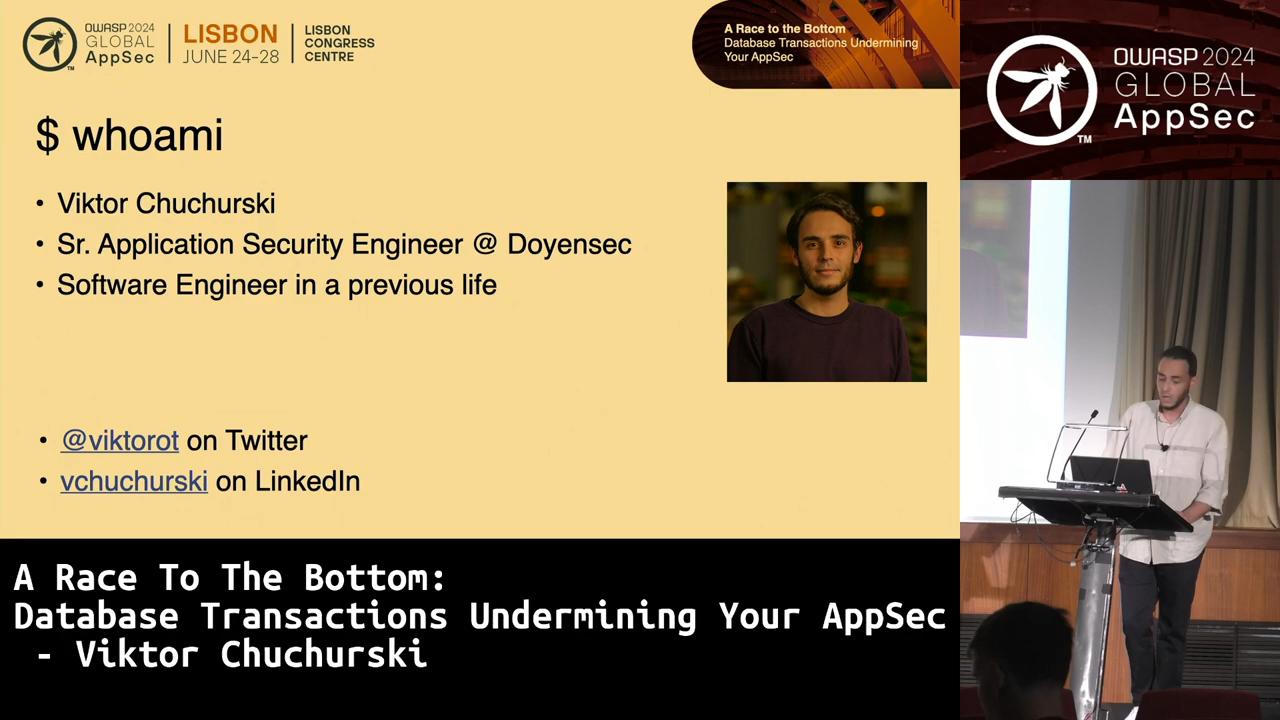 OWASP 2024
GLOBAL
AppSec
TM
LISBON
JUNE 24-28
LISBON
CONGRESS
CENTRE
A Race to the Bottom
Database Transactions Undermining
Your AppSec
$ whoami
• Viktor Chuchurski
• Sr. Application Security Engineer @ Doyensec
• Software Engineer in a previous life
• @viktorot on Twitter
• vchuchurski on LinkedIn
OWASP 2024
GLOBAL
AppSec
TM
A Race To The Bottom:
Database Transactions Undermining Your AppSec
- Viktor Chuchurski